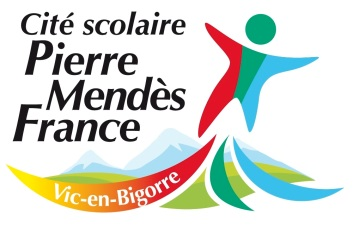 Cité scolaire
Pierre
Mendès
France
Vic-en-Bigorre